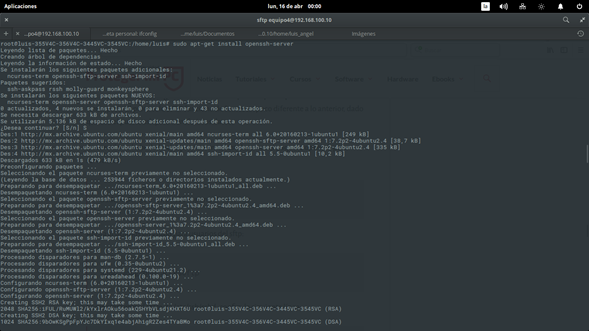 Aplicaciones
lun, 16 de abr 00:00
la
sftp equipo4@192.168.100.10
...po4@192.168.100.10
...eta personal: ifconfig
...me/luis/Documentos
...0.10/home/luis_angel
Imágenes
root@luis-355V4C-356V4C-3445VC-3545VC:/home/luis# sudo apt-get install openssh-server
Leyendo lista de paquetes... Hecho
Creando árbol de dependencias
Leyendo la información de estado... Hecho
Se instalarán los siguientes paquetes adicionales:
ncurses-term openssh-sftp-server ssh-import-id
Paquetes sugeridos:
ssh-askpass rssh molly-guard monkeysphere
Se instalarán los siguientes paquetes NUEVOS:
ncurses-term openssh-server openssh-sftp-server ssh-import-id
0 actualizados, 4 nuevos se instalarán, 0 para eliminar y 43 no actualizados.
Se necesita descargar 633 kB de archivos.
Se utilizarán 5.136 kB de espacio de disco adicional después de esta operación.
¿Desea continuar? [S/n] S
Des:1 http://mx.archive.ubuntu.com/ubuntu xenial/main amd64 ncurses-term all 6.0+20160213-1ubuntu1 [249 kB]
Des:2 http://mx.archive.ubuntu.com/ubuntu xenial-updates/main amd64 openssh-sftp-server amd64 1:7.2p2-4ubuntu2.4 [38,7 kB]
Des:3 http://mx.archive.ubuntu.com/ubuntu xenial-updates/main amd64 openssh-server amd64 1:7.2p2-4ubuntu2.4 [335 kB]
Des:4 http://mx.archive.ubuntu.com/ubuntu xenial/main amd64 ssh-import-id all 5.5-0ubuntu1 [10,2 kB]
Descargados 633 kB en 1s (479 kB/s)
Preconfigurando paquetes ...
Seleccionando el paquete ncurses-term previamente no seleccionado.
(Leyendo la base de datos ... 253944 ficheros o directorios instalados actualmente.)
Preparando para desempaquetar .../ncurses-term_6.0+20160213-1ubuntu1_all.deb ...
Desempaquetando ncurses-term (6.0+20160213-1ubuntu1) ...
Seleccionando el paquete openssh-sftp-server previamente no seleccionado.
Preparando para desempaquetar .../openssh-sftp-server_1%3a7.2p2-4ubuntu2.4_amd64.deb ...
Desempaquetando openssh-sftp-server (1:7.2p2-4ubuntu2.4) ...
Seleccionando el paquete openssh-server previamente no seleccionado.
Preparando para desempaquetar .../openssh-server_1%3a7.2p2-4ubuntu2.4_amd64.deb ...
Desempaquetando openssh-server (1:7.2p2-4ubuntu2.4) ...
Seleccionando el paquete ssh-import-id previamente no seleccionado.
Preparando para desempaquetar .../ssh-import-id_5.5-0ubuntu1_all.deb ...
Desempaquetando ssh-import-id (5.5-0ubuntu1) ...
Procesando disparadores para man-db (2.7.5-1) ...
Procesando disparadores para ufw (0.35-0ubuntu2) ...
Procesando disparadores para systemd (229-4ubuntu21.2) ...
Procesando disparadores para ureadahead (0.100.0-19) ...
Configurando ncurses-term (6.0+20160213-1ubuntu1) ...
Configurando openssh-sftp-server (1:7.2p2-4ubuntu2.4) ...
Configurando openssh-server (1:7.2p2-4ubuntu2.4) ...
Creating SSH2 RSA key; this may take some time ...
2048 root@luis-355V4C-356V4C-3445VC-3545VC (RSA)
Creating SSH2 DSA key; this may take some time ...
1024 root@luis-355V4C-356V4C-3445VC-3545VC (DSA)